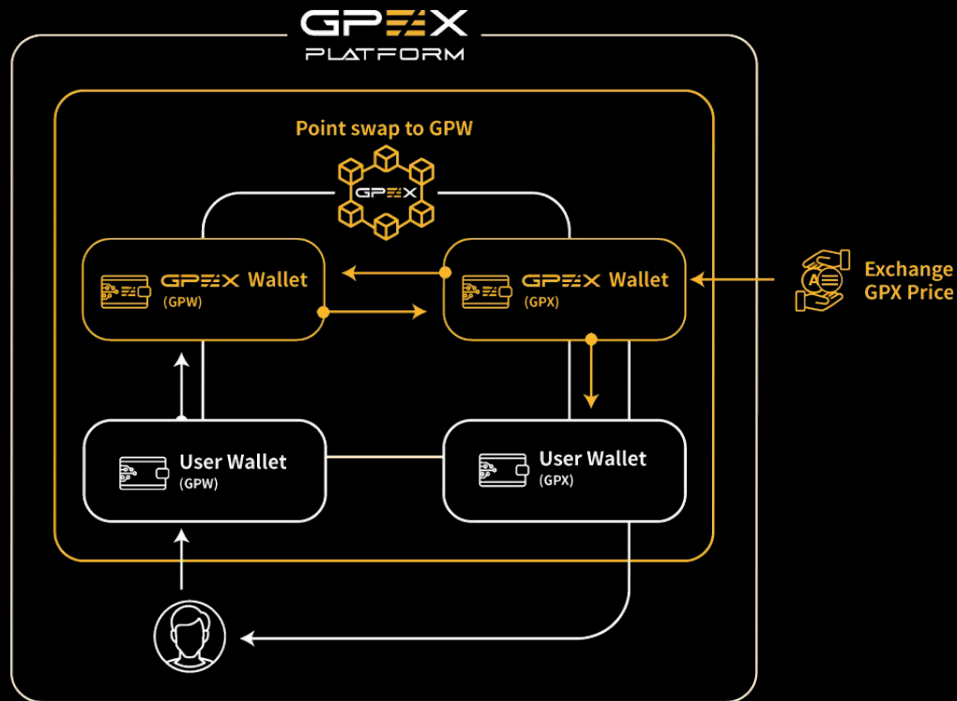 GPEX
PLATFORM
Point swap to GPW
GPEX
GPEX Wallet
(GPW)
GPEX Wallet
(GPX)
Exchange
GPX Price
User Wallet
(GPW)
User Wallet
(GPX)